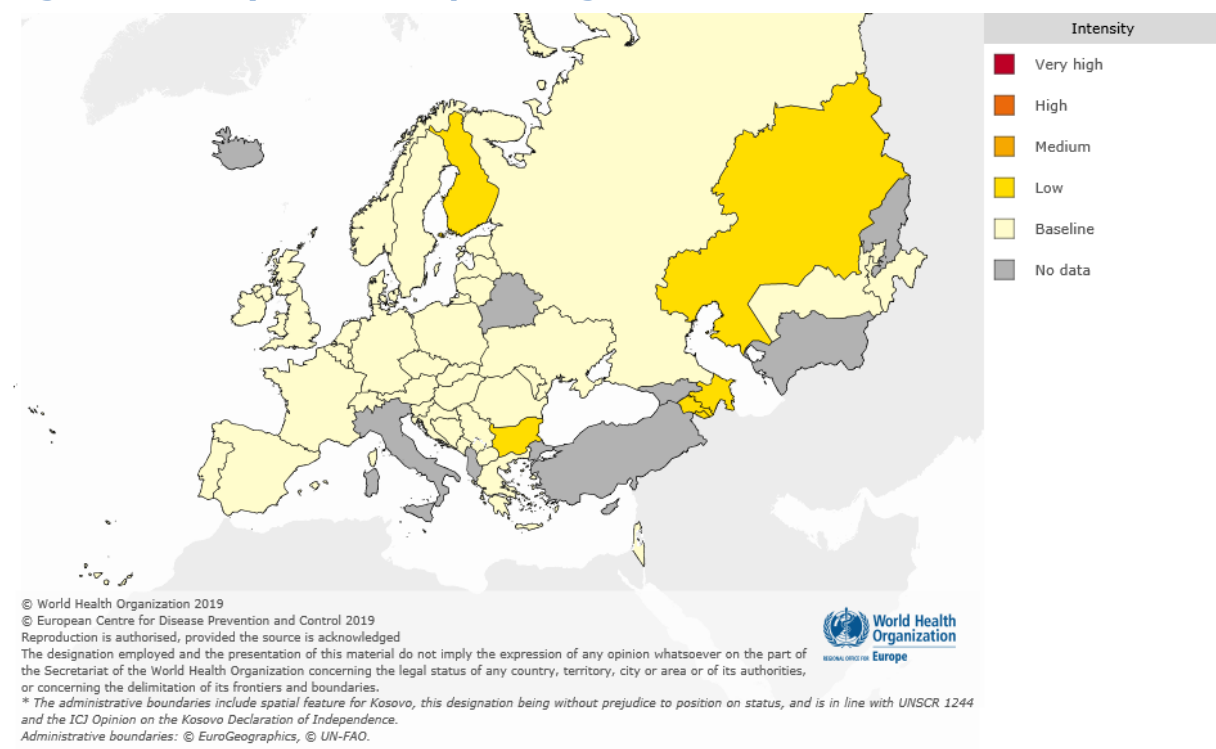 Intensity
Very high
High
Medium
Low
Baseline
No data
© World Health Organization 2019
© European Centre for Disease Prevention and Control 2019
Reproduction is authorised, provided the source is acknowledged
The designation employed and the presentation of this material do not imply the expression of any opinion whatsoever on the part of
the Secretariat of the World Health Organization concerning the legal status of any country, territory, city or area or of its authorities,
or concerning the delimitation of its frontiers and boundaries.
* The administrative boundaries include spatial feature for Kosovo, this designation being without prejudice to position on status, and is in line with UNSCR 1244
and the ICJ Opinion on the Kosovo Declaration of Independence.
Administrative boundaries: © EuroGeographics, © UN-FAO.
World Health
Organization
REGIONAL OFFICE FOR Europe